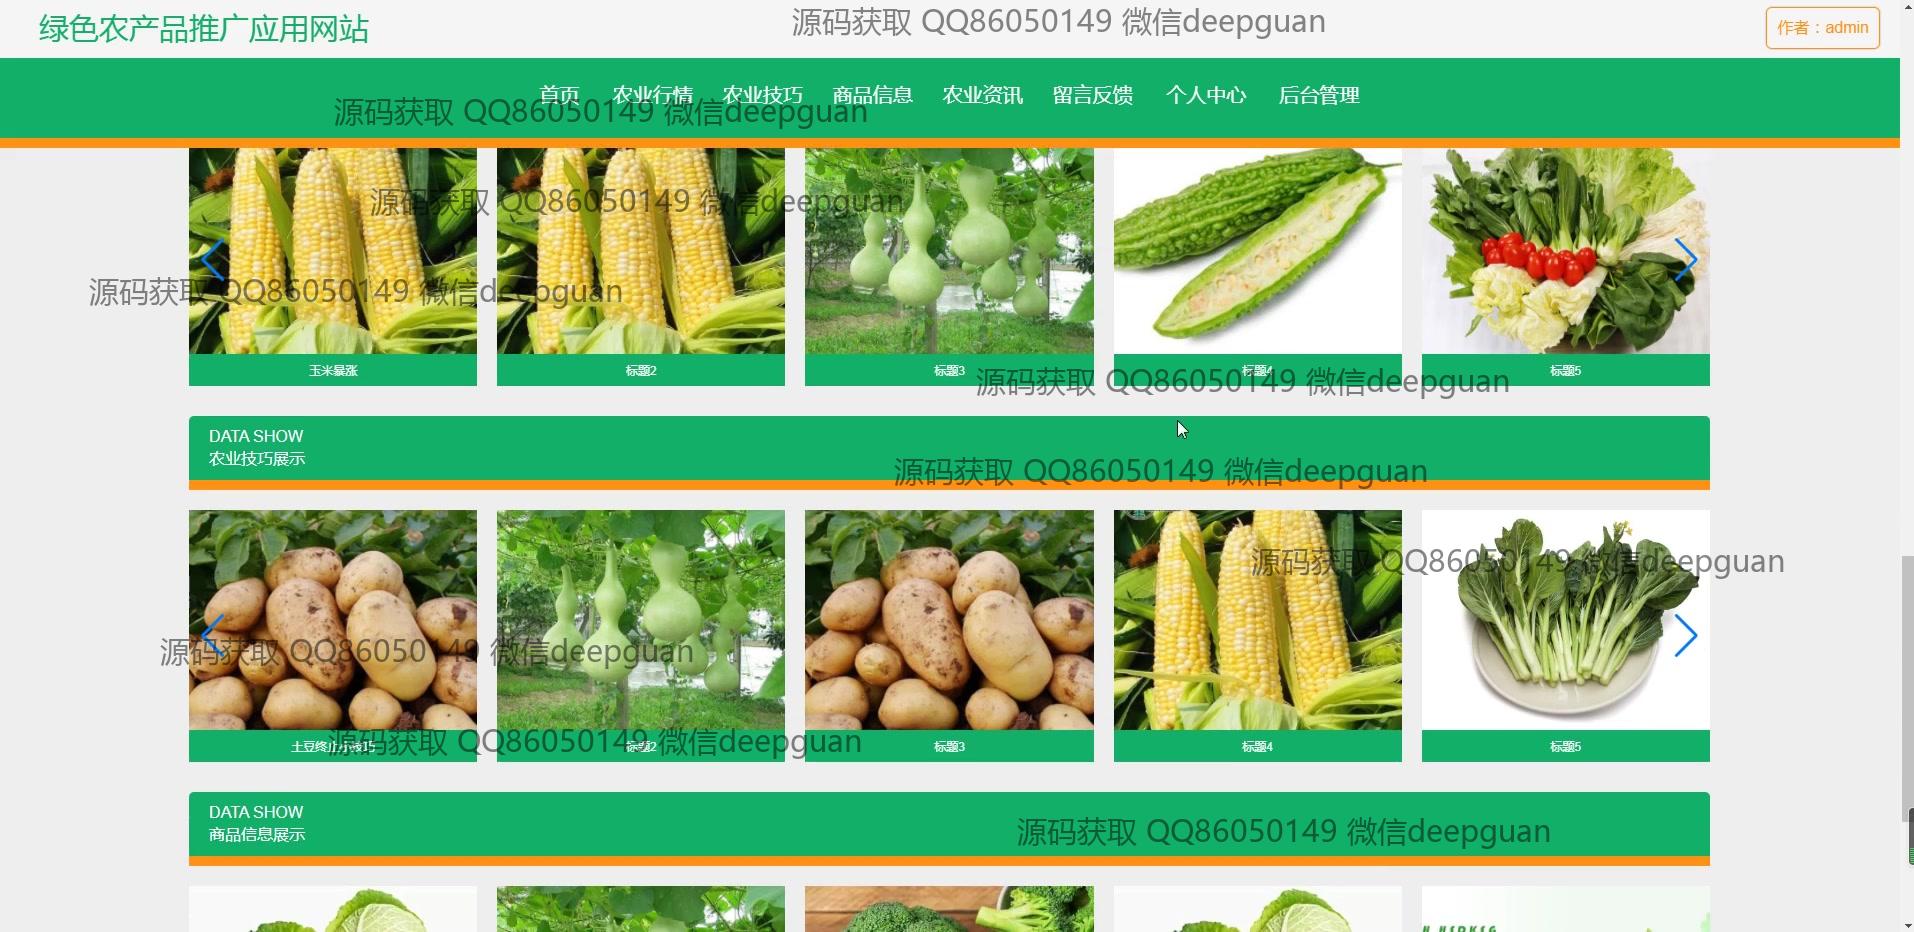 绿色农产品推广应用网站
源码获取 QQ86050149 微信deepguan
作者：admin
首页 农业行情 农业技巧 商品信息 农业资讯 留言反馈 个人中心 后台管理
源码获取 QQ86050149 微信deepguan
源码获取 QQ86050149 微信deepguan
源码获取 QQ86050149 微信deepguan
玉米暴涨 标题2 标题3 标题4 标题5
源码获取 QQ86050149 微信deepguan
DATA SHOW
农业技巧展示
源码获取 QQ86050149 微信deepguan
源码获取 QQ86050149 微信deepguan
源码获取 QQ86050149 微信deepguan
土豆终止小技巧 标题2 标题3 标题4 标题5
源码获取 QQ86050149 微信deepguan
DATA SHOW
商品信息展示
源码获取 QQ86050149 微信deepguan